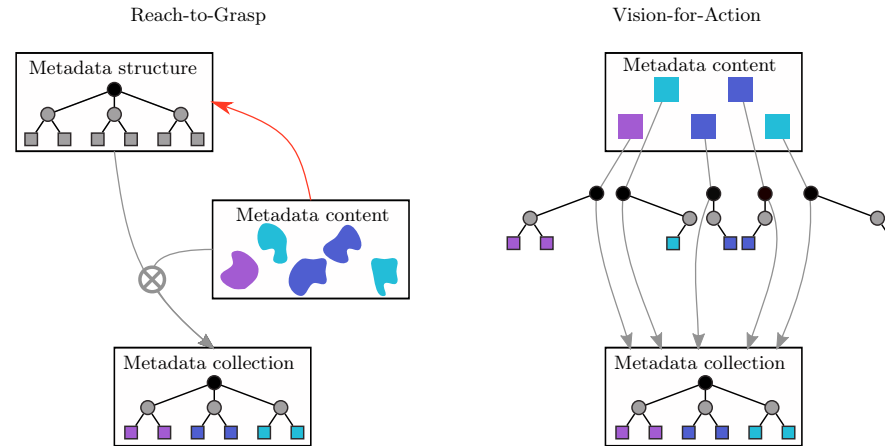 Reach-to-Grasp
Vision-for-Action
Metadata structure
Metadata content
Metadata content
Metadata collection
Metadata collection